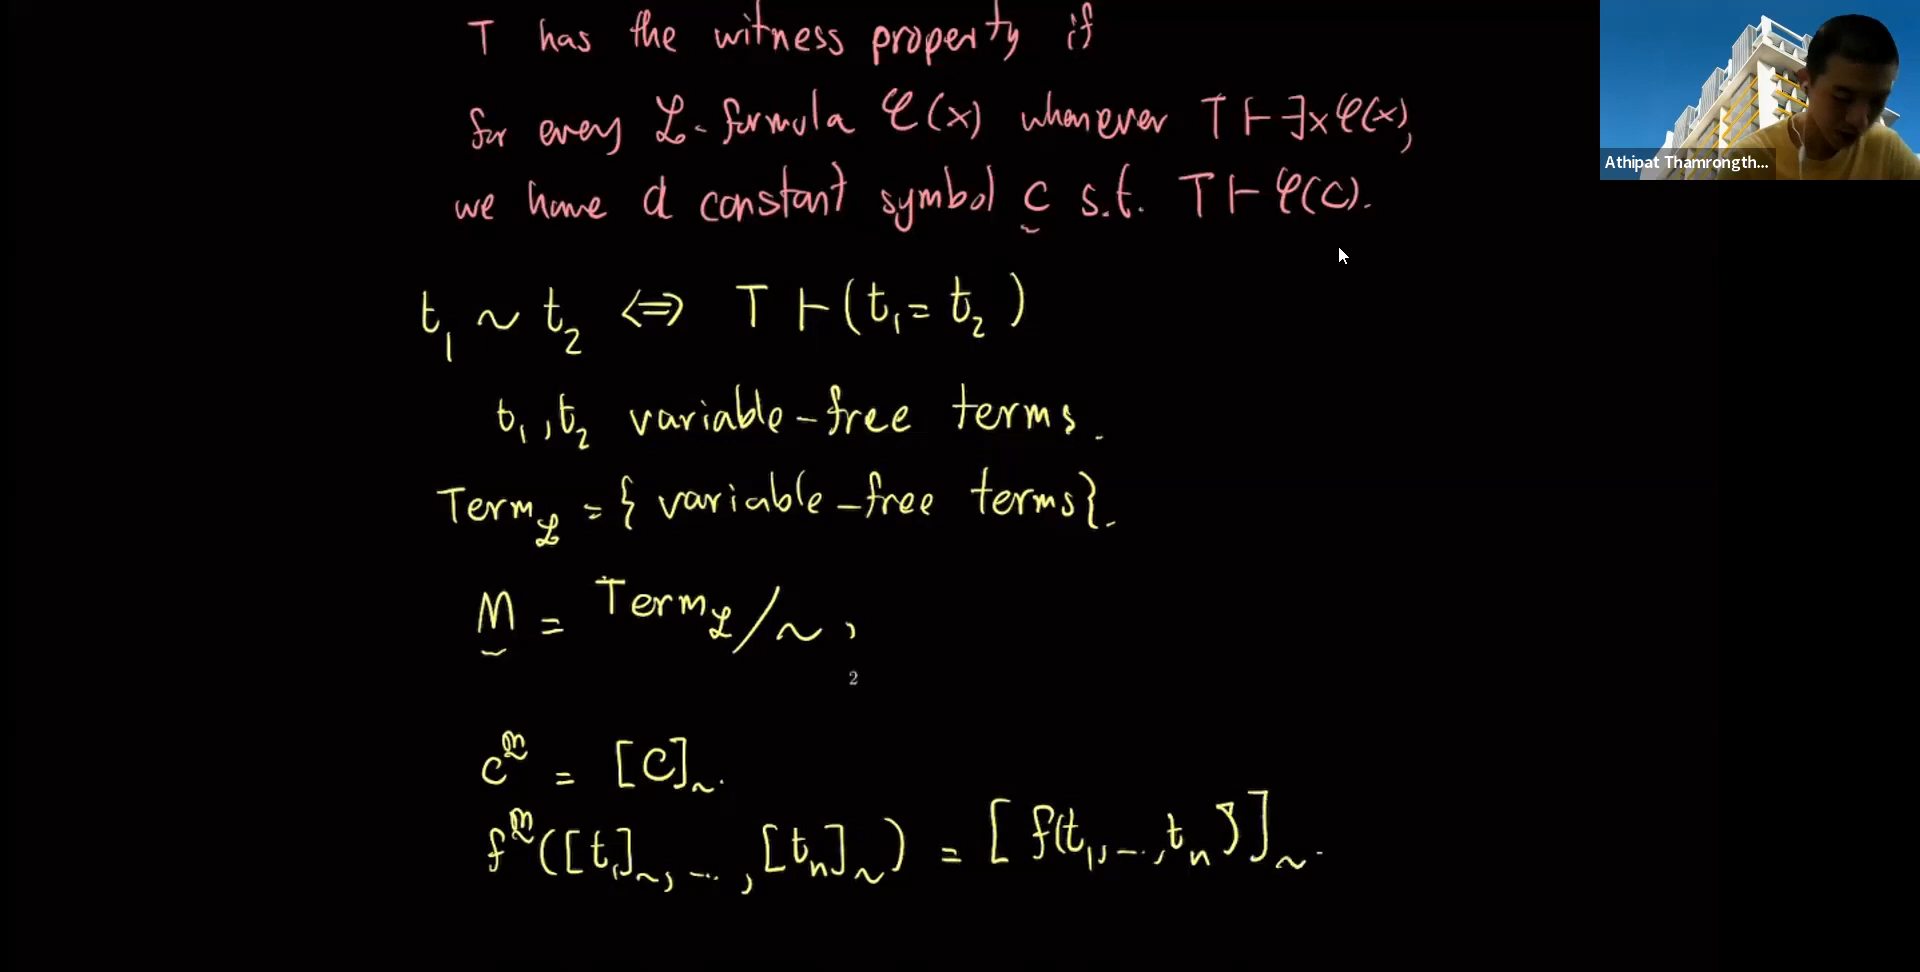 T has the witness property if
for every ℒ-formula φ(x) whenever T ⊢ ∃x φ(x),
we have a constant symbol c s.t. T ⊢ φ(c).
t₁ ~ t₂ ⟺ T ⊢ (t₁ = t₂)
t₁, t₂ variable-free terms.
Term_ℒ = { variable-free terms}.
M = Term_ℒ/~ ,
2
c^𝔐 = [c]_~.
f^𝔐([t₁]_~, ..., [tₙ]_~) = [f(t₁, ..., tₙ)]_~.
Athipat Thamrongth...